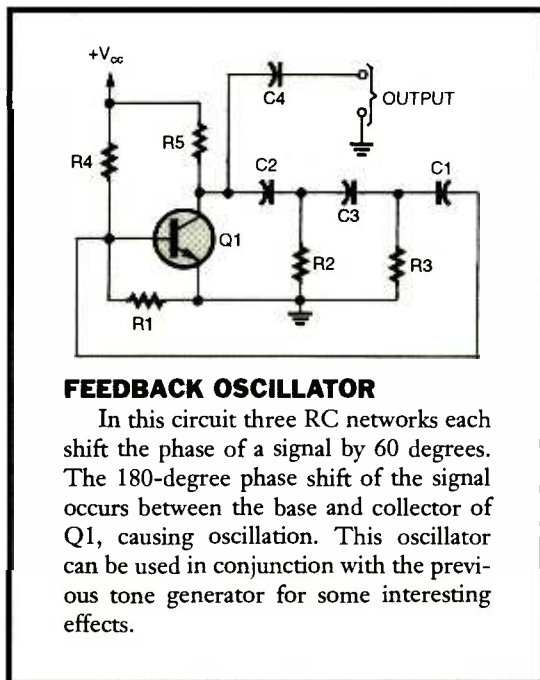 +Vcc
C4
OUTPUT
R4
R5
C2
C3
C1
Q1
R2
R3
R1
FEEDBACK OSCILLATOR
In this circuit three RC networks each
shift the phase of a signal by 60 degrees.
The 180-degree phase shift of the signal
occurs between the base and collector of
Q1, causing oscillation. This oscillator
can be used in conjunction with the previ-
ous tone generator for some interesting
effects.